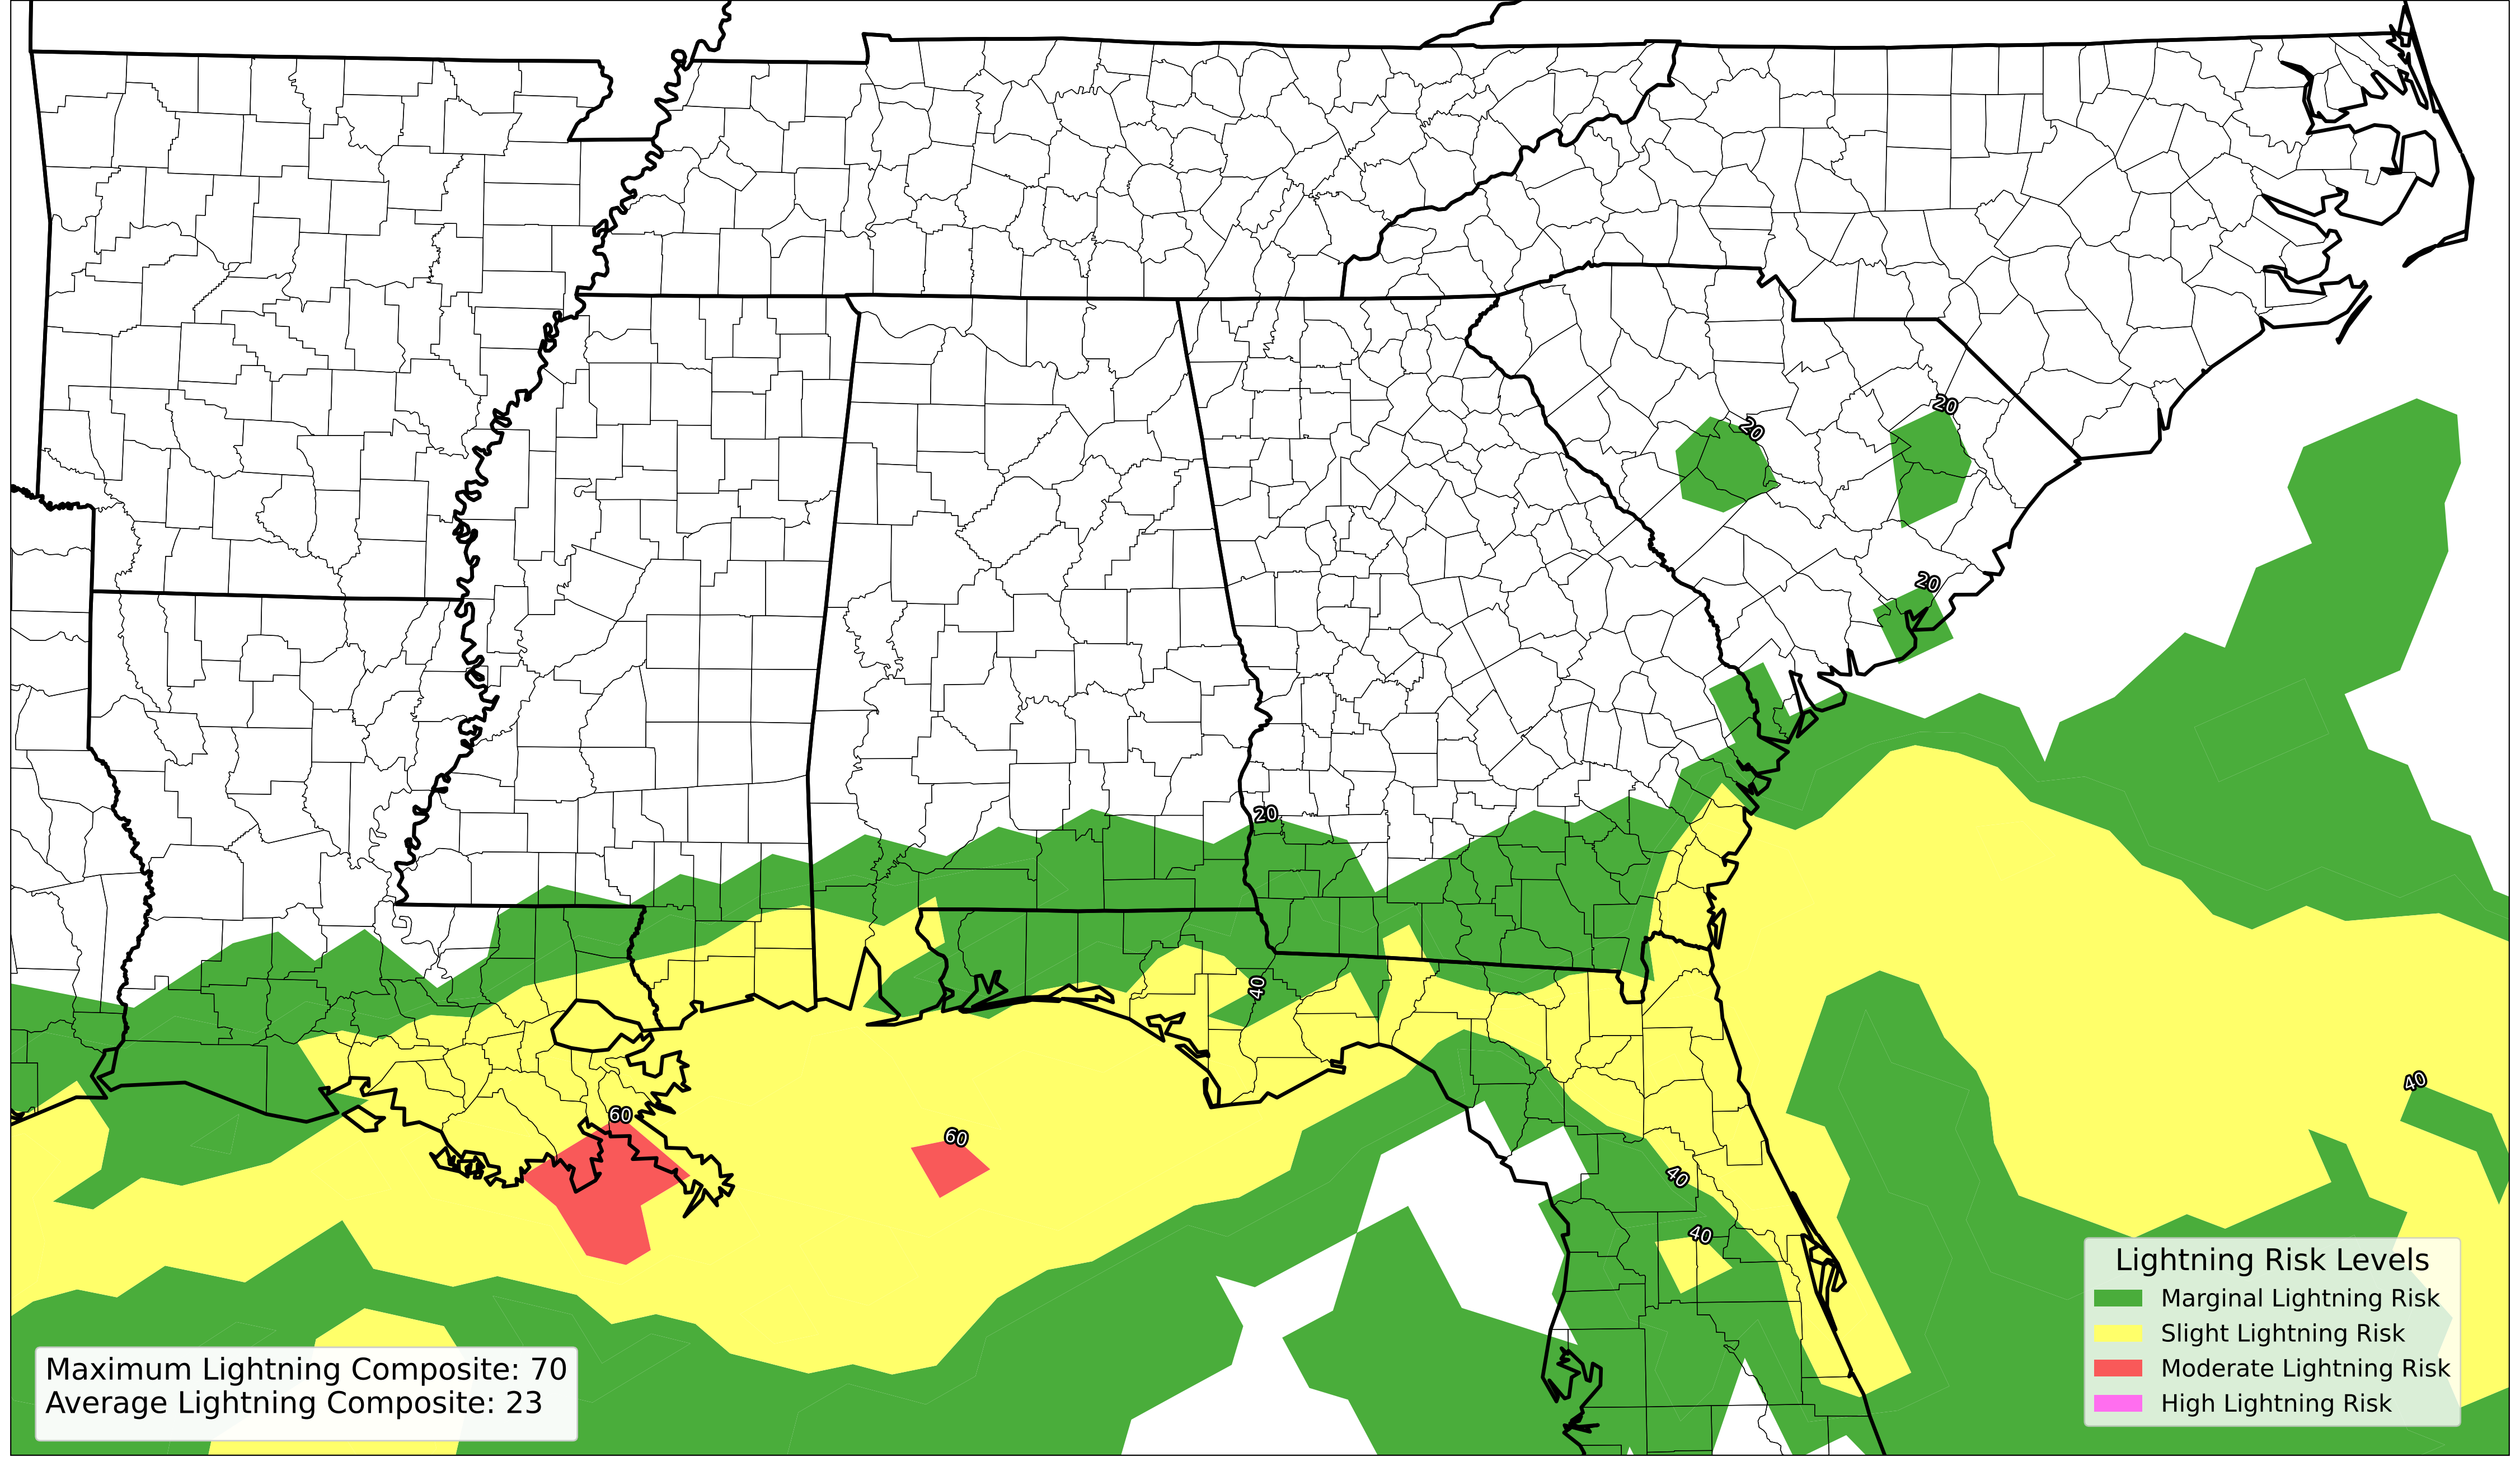 20
20
20
20
40
40
60
60
40
40
Lightning Risk Levels
Marginal Lightning Risk
Slight Lightning Risk
Moderate Lightning Risk
High Lightning Risk
Maximum Lightning Composite: 70
Average Lightning Composite: 23